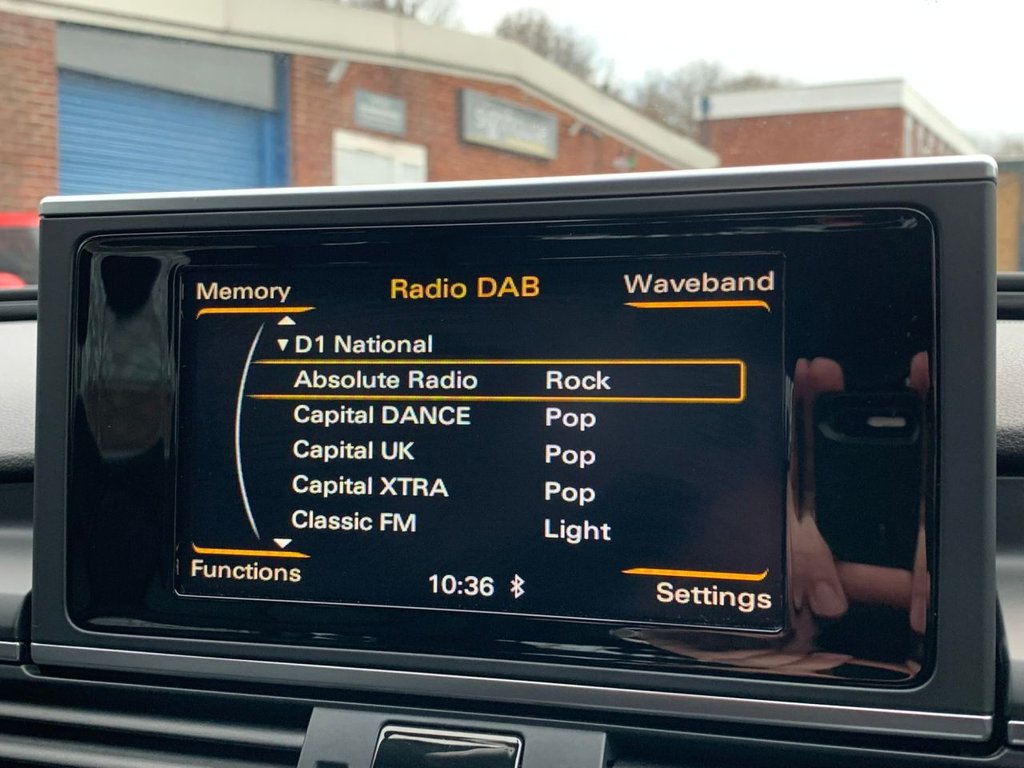 Memory Radio DAB Waveband
D1 National
Absolute Radio Rock
Capital DANCE Pop
Capital UK Pop
Capital XTRA Pop
Classic FM Light
Functions 10:36 Settings